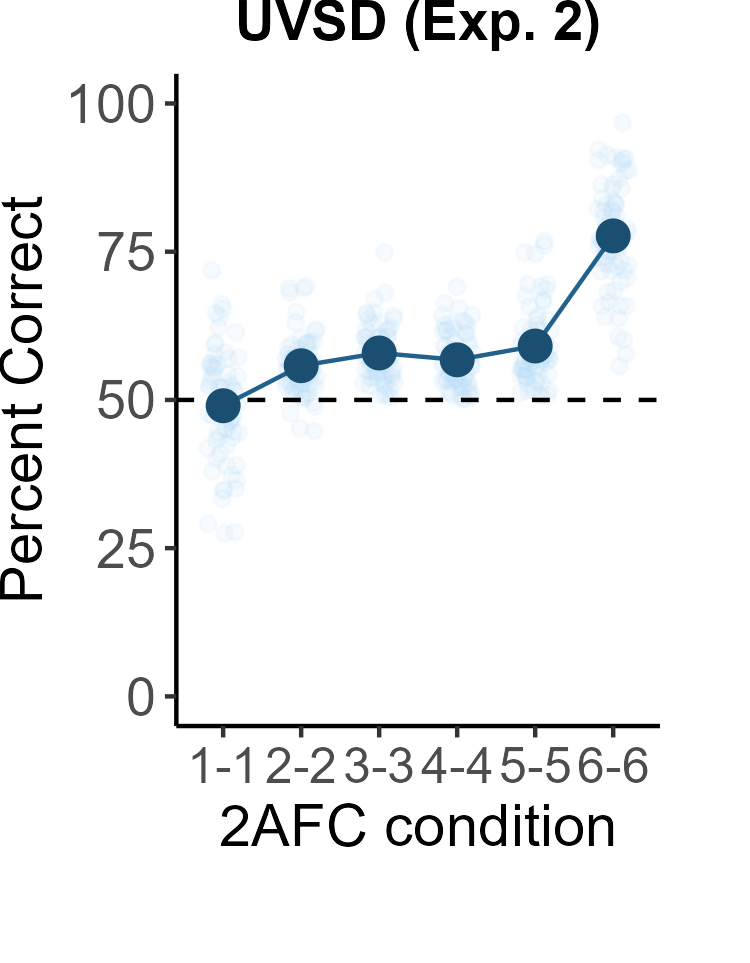 UVSD (Exp. 2)
Percent Correct
100
75
50
25
0
1-1 2-2 3-3 4-4 5-5 6-6
2AFC condition